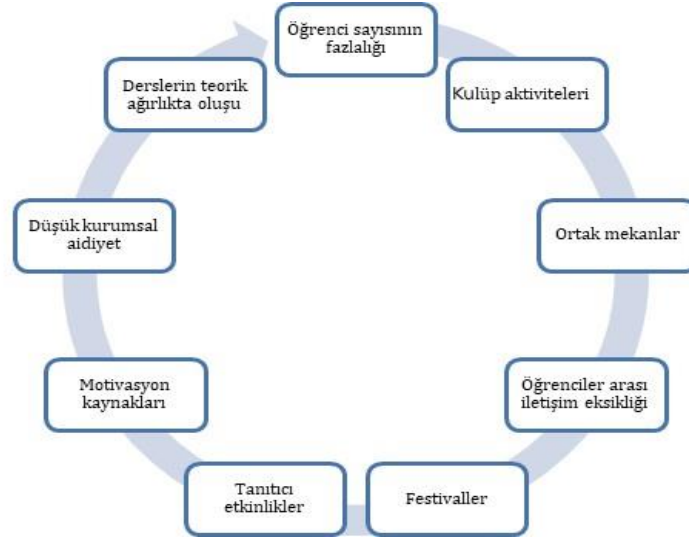 Öğrenci sayısının
fazlalığı
Kulüp aktiviteleri
Ortak mekanlar
Öğrenciler arası
iletişim eksikliği
Festivaller
Tanıtıcı
etkinlikler
Motivasyon
kaynakları
Düşük kurumsal
aidiyet
Derslerin teorik
ağırlıkta oluşu